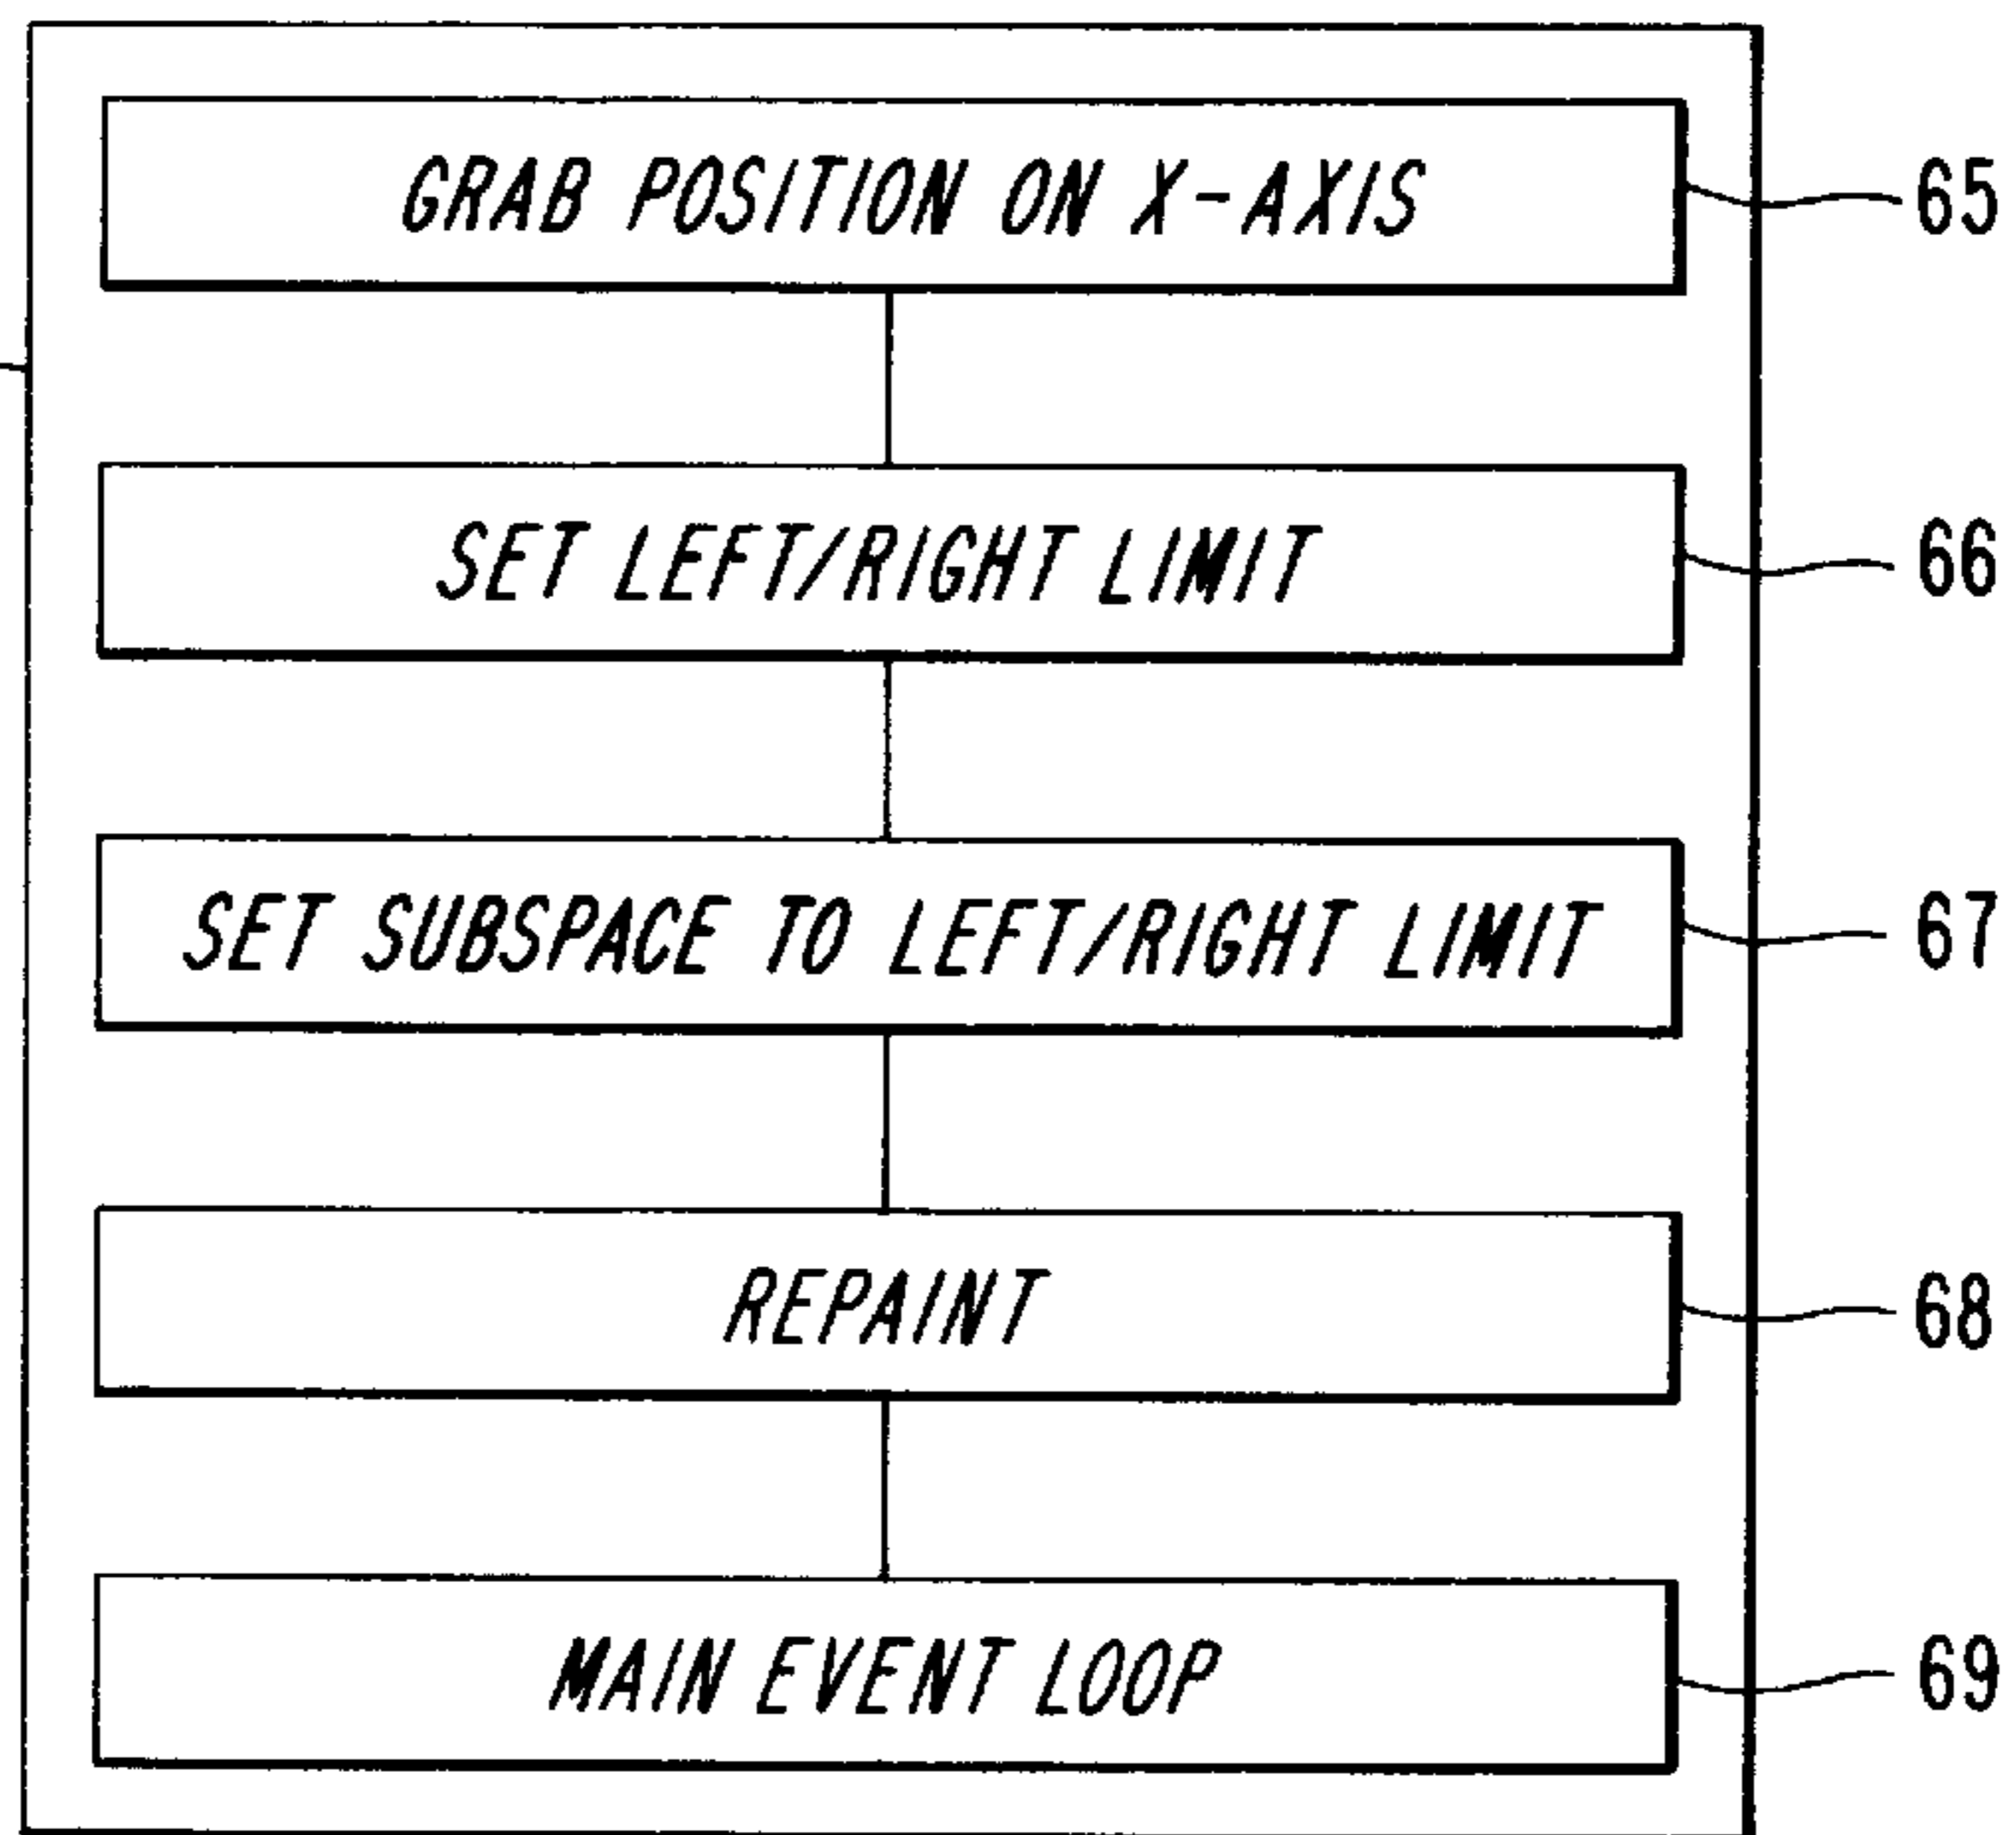 GRAB POSITION ON X-AXIS 65
SET LEFT/RIGHT LIMIT 66
SET SUBSPACE TO LEFT/RIGHT LIMIT 67
REPAINT 68
MAIN EVENT LOOP 69